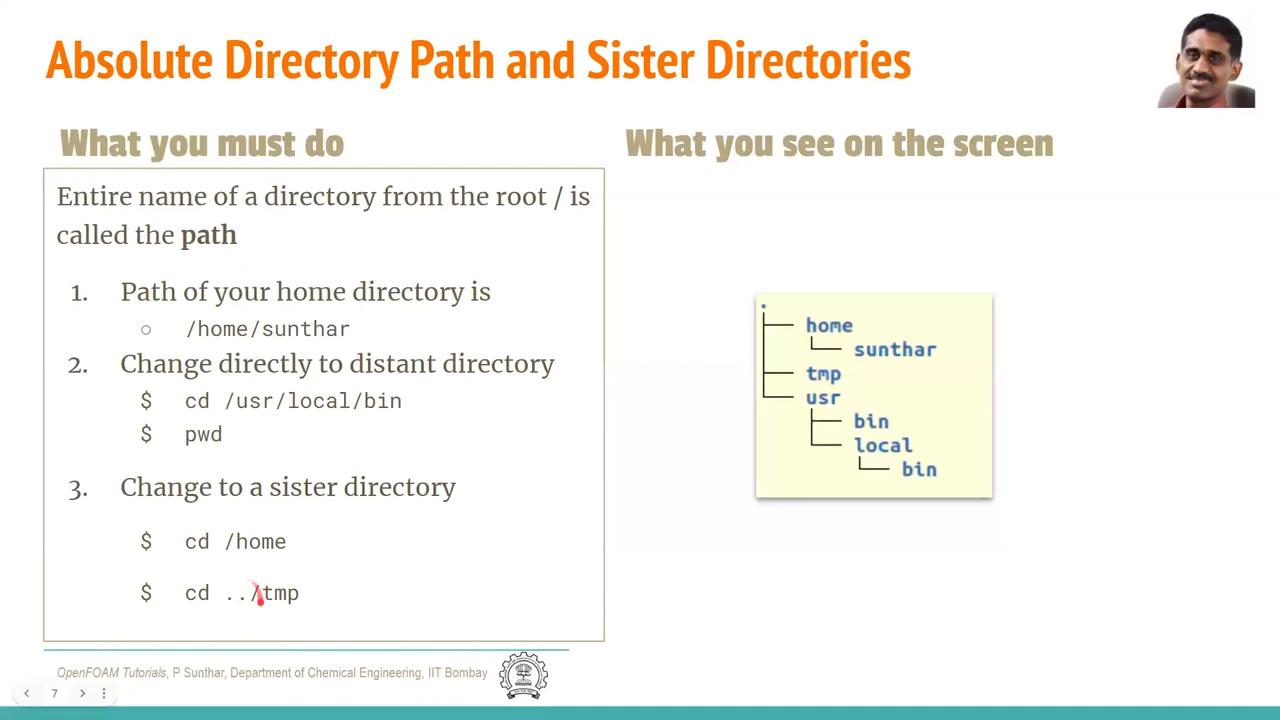 Absolute Directory Path and Sister Directories
What you must do
Entire name of a directory from the root / is
called the path
1. Path of your home directory is
○ /home/sunthar
2. Change directly to distant directory
$ cd /usr/local/bin
$ pwd
3. Change to a sister directory
$ cd /home
$ cd ../tmp
What you see on the screen
.
home
sunthar
tmp
usr
bin
local
bin
OpenFOAM Tutorials, P Sunthar, Department of Chemical Engineering, IIT Bombay
7